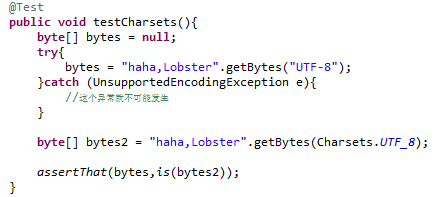 @Test
public void testCharsets(){
    byte[] bytes = null;
    try{
        bytes = "haha,Lobster".getBytes("UTF-8");
    }catch (UnsupportedEncodingException e){
        //这个异常就不可能发生
    }
    byte[] bytes2 = "haha,Lobster".getBytes(Charsets.UTF_8);
    assertThat(bytes,is(bytes2));
}